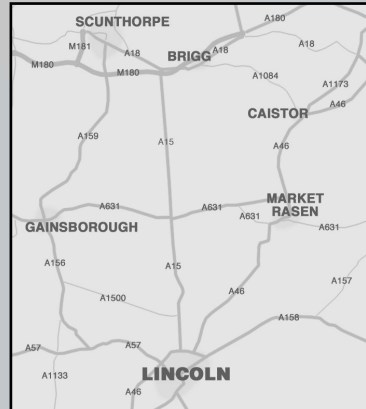 A180
SCUNTHORPE
M181
A18
BRIGG
A18
A18
M180
M180
A1084
A1173
A46
CAISTOR
A159
A15
A46
A631
A631
MARKET
RASEN
A631
A631
GAINSBOROUGH
A156
A15
A46
A157
A1500
A158
A57
A57
LINCOLN
A1133
A46